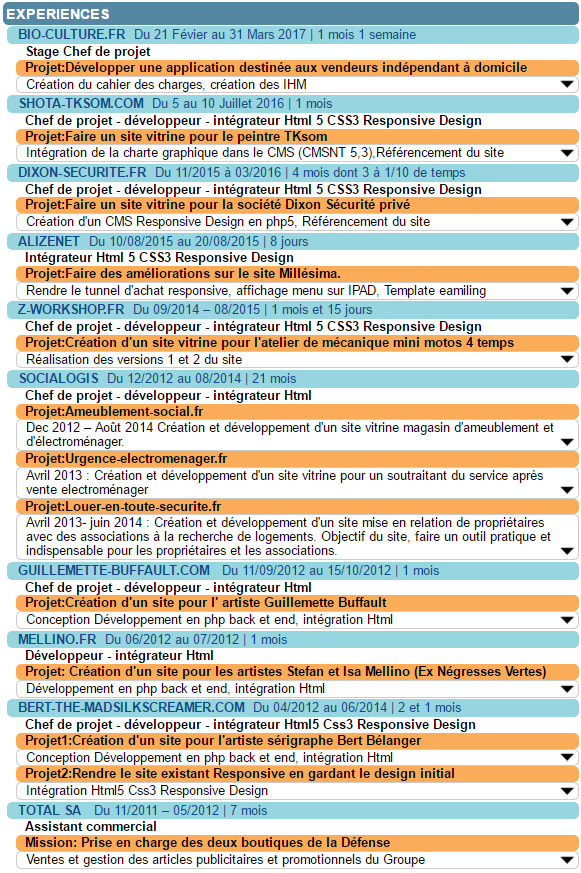 EXPERIENCES
BIO-CULTURE.FR Du 21 Févier au 31 Mars 2017 | 1 mois 1 semaine
Stage Chef de projet
Projet:Développer une application destinée aux vendeurs indépendant à domicile
Création du cahier des charges, création des IHM
SHOTA-TKSOM.COM Du 5 au 10 Juillet 2016 | 1 mois
Chef de projet - développeur - intégrateur Html 5 CSS3 Responsive Design
Projet:Faire un site vitrine pour le peintre TKsom
Intégration de la charte graphique dans le CMS (CMSNT 5,3),Référencement du site
DIXON-SECURITE.FR Du 11/2015 à 03/2016 | 4 mois dont 3 à 1/10 de temps
Chef de projet - développeur - intégrateur Html 5 CSS3 Responsive Design
Projet:Faire un site vitrine pour la société Dixon Sécurité privé
Création d'un CMS Responsive Design en php5, Référencement du site
ALIZENET Du 10/08/2015 au 20/08/2015 | 8 jours
Intégrateur Html 5 CSS3 Responsive Design
Projet:Faire des améliorations sur le site Millésima.
Rendre le tunnel d'achat responsive, affichage menu sur IPAD, Template eamiling
Z-WORKSHOP.FR Du 09/2014 – 08/2015 | 1 mois et 15 jours
Chef de projet - développeur - intégrateur Html 5 CSS3 Responsive Design
Projet:Création d'un site vitrine pour l'atelier de mécanique mini motos 4 temps
Réalisation des versions 1 et 2 du site
SOCIALOGIS Du 12/2012 au 08/2014 | 21 mois
Chef de projet - développeur - intégrateur Html
Projet:Ameublement-social.fr
Dec 2012 – Août 2014 Création et développement d'un site vitrine magasin d'ameublement et
d'électroménager.
Projet:Urgence-electromenager.fr
Avril 2013 : Création et développement d'un site vitrine pour un soutraitant du service après
vente electroménager
Projet:Louer-en-toute-securite.fr
Avril 2013- juin 2014 : Création et développement d'un site mise en relation de propriétaires
avec des associations à la recherche de logements. Objectif du site, faire un outil pratique et
indispensable pour les propriétaires et les associations.
GUILLEMETTE-BUFFAULT.COM Du 11/09/2012 au 15/10/2012 | 1 mois
Chef de projet - développeur - intégrateur Html
Projet:Création d'un site pour l' artiste Guillemette Buffault
Conception Développement en php back et end, intégration Html
MELLINO.FR Du 06/2012 au 07/2012 | 1 mois
Développeur - intégrateur Html
Projet: Création d'un site pour les artistes Stefan et Isa Mellino (Ex Négresses Vertes)
Développement en php back et end, intégration Html
BERT-THE-MADSILKSCREAMER.COM Du 04/2012 au 06/2014 | 2 et 1 mois
Chef de projet - développeur - intégrateur Html5 Css3 Responsive Design
Projet1:Création d'un site pour l'artiste sérigraphe Bert Bélanger
Conception Développement en php back et end, intégration Html
Projet2:Rendre le site existant Responsive en gardant le design initial
Intégration Html5 Css3 Responsive Design
TOTAL SA Du 11/2011 – 05/2012 | 7 mois
Assistant commercial
Mission: Prise en charge des deux boutiques de la Défense
Ventes et gestion des articles publicitaires et promotionnels du Groupe